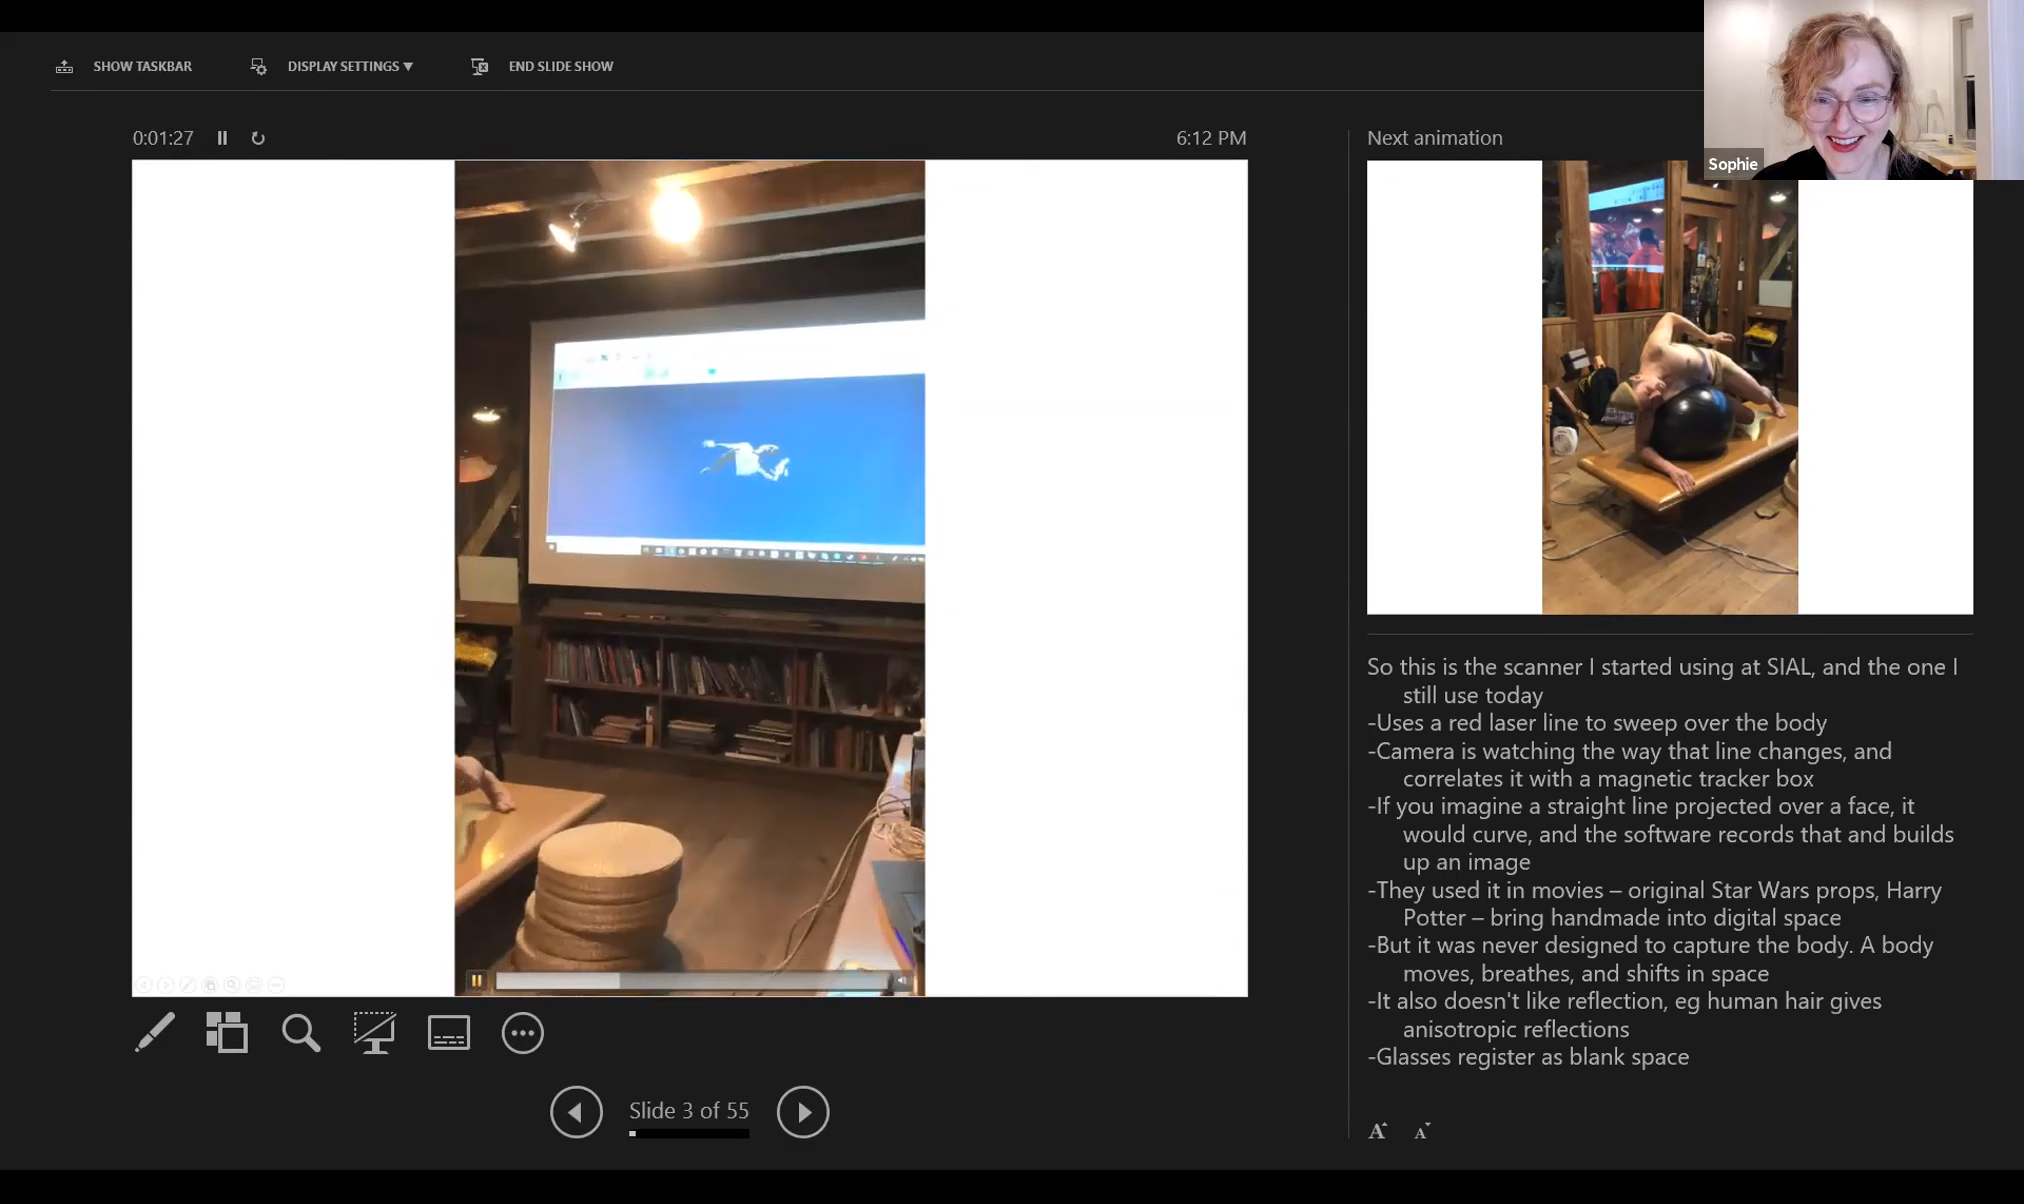 SHOW TASKBAR
DISPLAY SETTINGS ▼
END SLIDE SHOW
0:01:27
6:12 PM
Next animation
Sophie
So this is the scanner I started using at SIAL, and the one I
still use today
-Uses a red laser line to sweep over the body
-Camera is watching the way that line changes, and
correlates it with a magnetic tracker box
-If you imagine a straight line projected over a face, it
would curve, and the software records that and builds
up an image
-They used it in movies – original Star Wars props, Harry
Potter – bring handmade into digital space
-But it was never designed to capture the body. A body
moves, breathes, and shifts in space
-It also doesn't like reflection, eg human hair gives
anisotropic reflections
-Glasses register as blank space
Slide 3 of 55
A A